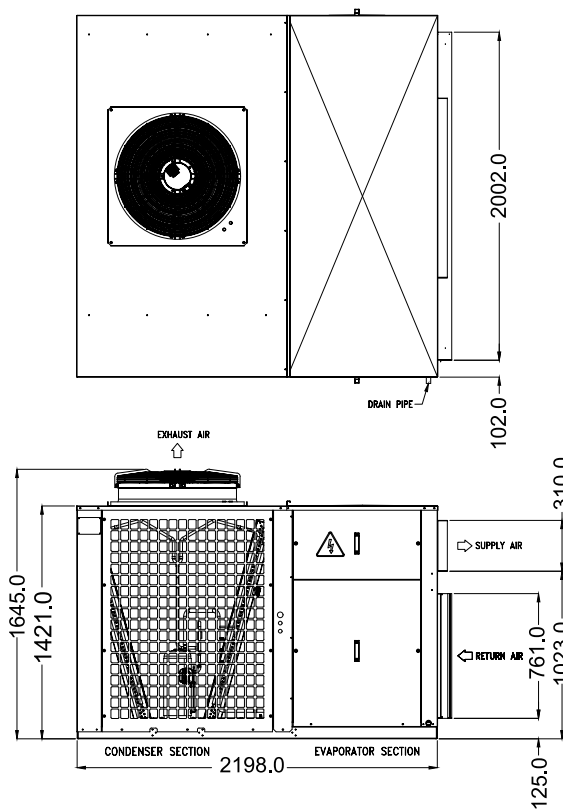 2002.0
102.0
DRAIN PIPE
EXHAUST AIR
310.0
SUPPLY AIR
1645.0
1421.0
761.0
1023.0
RETURN AIR
CONDENSER SECTION
EVAPORATOR SECTION
2198.0
125.0